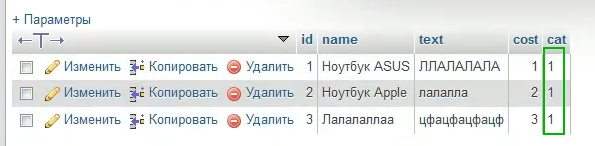 + Параметры
id name text cost cat
Изменить Копировать Удалить 1 Ноутбук ASUS ЛЛАЛАЛАЛА 1 1
Изменить Копировать Удалить 2 Ноутбук Apple лалалла 2 1
Изменить Копировать Удалить 3 Лалалаллаа цфацфацфацф 3 1